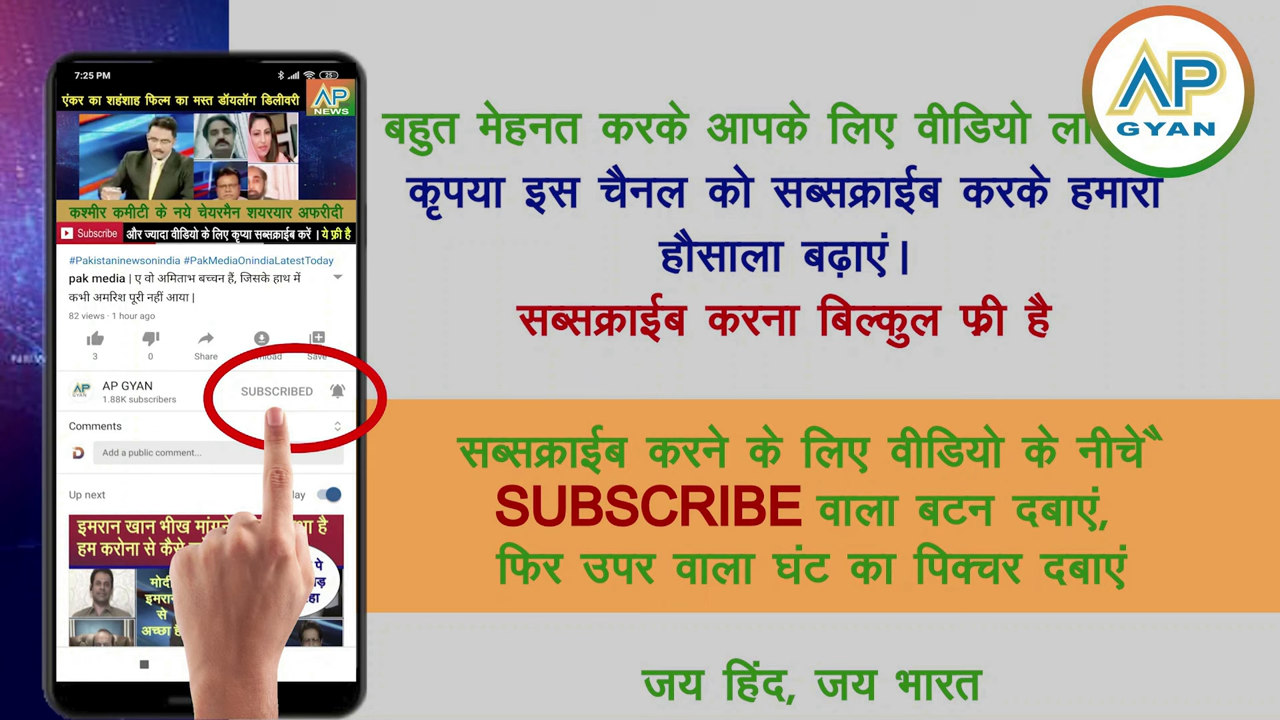 7:25 PM
25
एंकर का शहंशाह फिल्म का मस्त डॉयलॉग डिलीवरी
AP
NEWS
कश्मीर कमीटी के नये चेयरमैन शयरयार अफरीदी
Subscribe और ज्यादा वीडियो के लिए कृप्या सब्सक्राईब करें । ये फ्री है
#Pakistaninewsonindia #PakMediaOnindiaLatestToday
pak media | ए वो अमिताभ बच्चन हैं, जिसके हाथ में
कभी अमरिश पूरी नहीं आया |
82 views · 1 hour ago
3 0 Share Save
AP GYAN
1.88K subscribers
SUBSCRIBED
Comments
Add a public comment...
Up next
इमरान खान भीख मांगने है
हम करोना से
मोदी
से
अच्छा है
AP
GYAN
बहुत मेहनत करके आपके लिए वीडियो
कृपया इस चैनल को सब्सक्राईब करके हमारा
हौसाला बढ़ाएं।
सब्सक्राईब करना बिल्कुल फ्री है
सब्सक्राईब करने के लिए वीडियो के नीचे
SUBSCRIBE वाला बटन दबाएं,
फिर उपर वाला घंट का पिक्चर दबाएं
जय हिंद, जय भारत